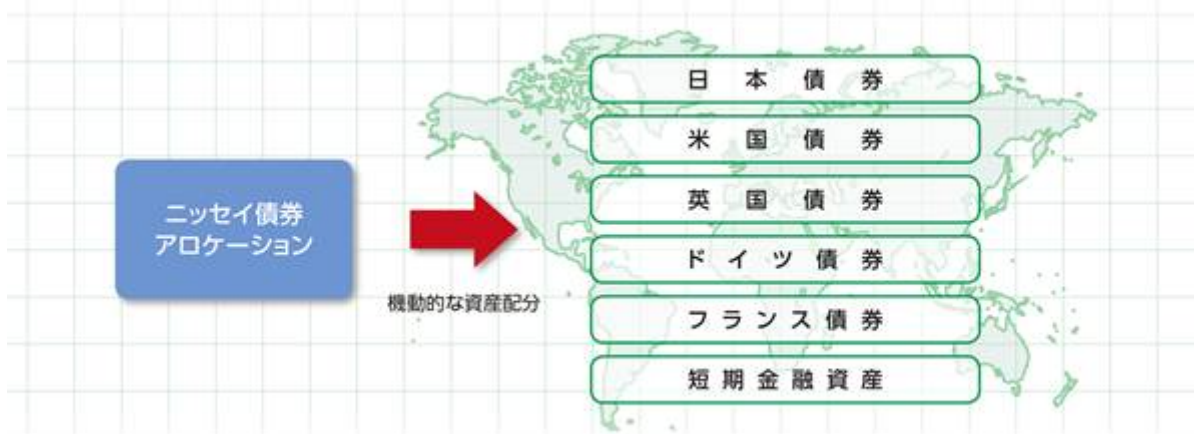 ニッセイ債券
アロケーション
機動的な資産配分
日本債券
米国債券
英国債券
ドイツ債券
フランス債券
短期金融資産